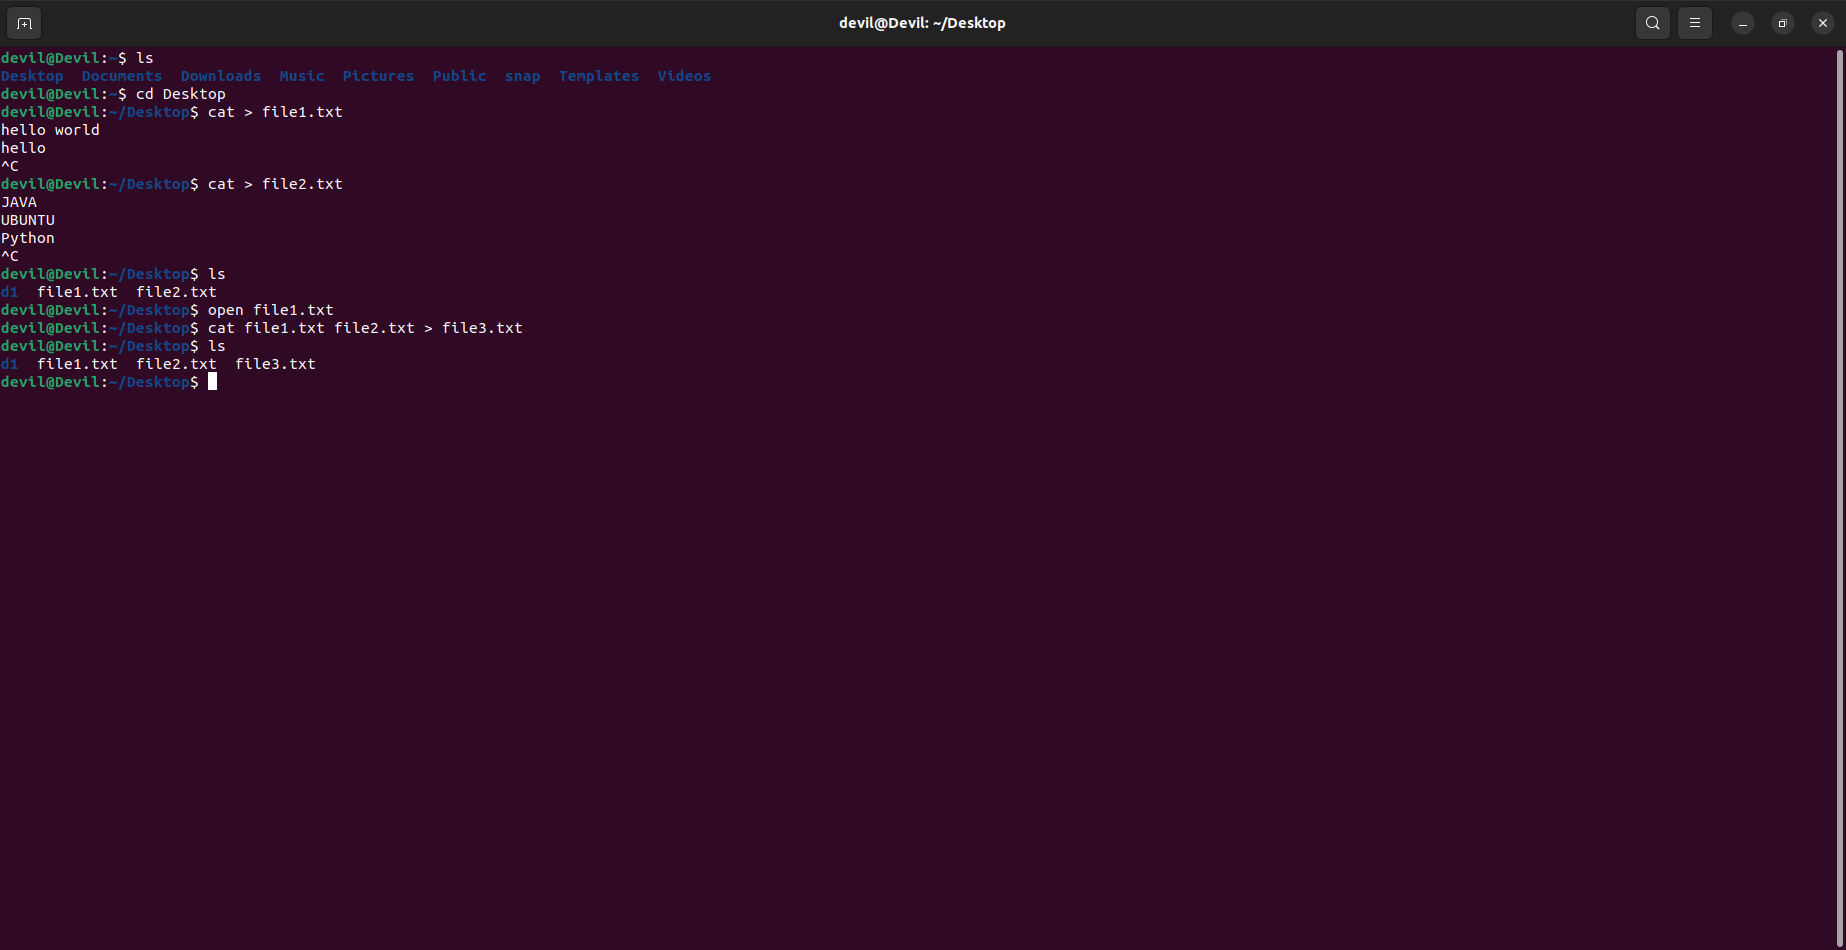 devil@Devil: ~/Desktop
devil@Devil:~$ ls
Desktop  Documents  Downloads  Music  Pictures  Public  snap  Templates  Videos
devil@Devil:~$ cd Desktop
devil@Devil:~/Desktop$ cat > file1.txt
hello world
hello
^C
devil@Devil:~/Desktop$ cat > file2.txt
JAVA
UBUNTU
Python
^C
devil@Devil:~/Desktop$ ls
d1  file1.txt  file2.txt
devil@Devil:~/Desktop$ open file1.txt
devil@Devil:~/Desktop$ cat file1.txt file2.txt > file3.txt
devil@Devil:~/Desktop$ ls
d1  file1.txt  file2.txt  file3.txt
devil@Devil:~/Desktop$